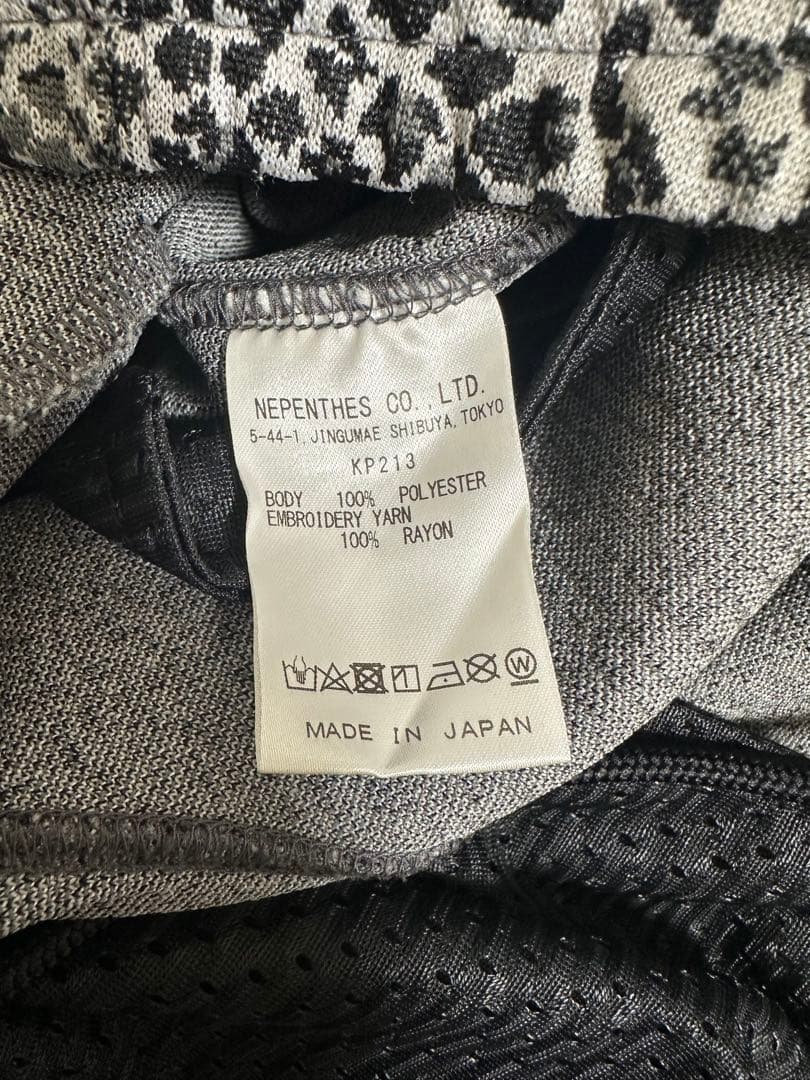 NEPENTHES CO.,LTD.
5-44-1, JINGUMAE SHIBUYA, TOKYO
KP213
BODY 100% POLYESTER
EMBROIDERY YARN
100% RAYON
W
MADE IN JAPAN